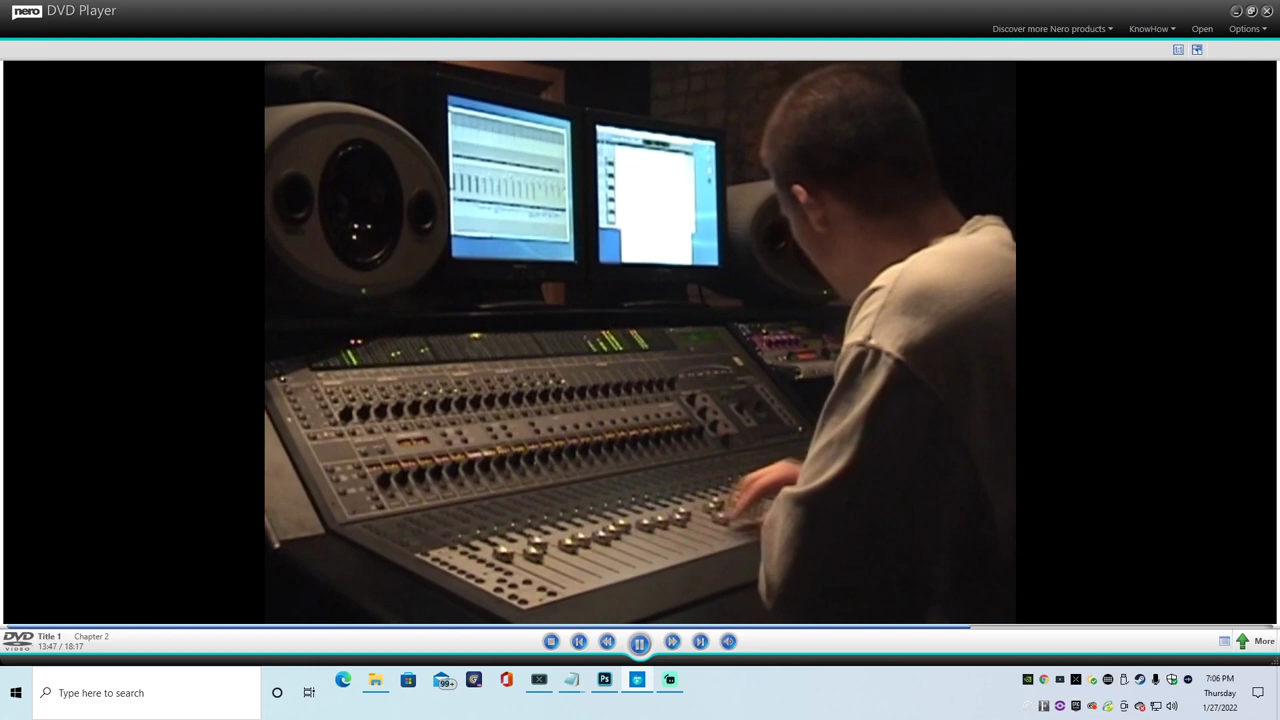 nero DVD Player
Discover more Nero products KnowHow Open Options
Title 1 Chapter 2
13:47 / 18:17
DVD
VIDEO
More
Type here to search
99+
Ps
7:06 PM
Thursday
1/27/2022